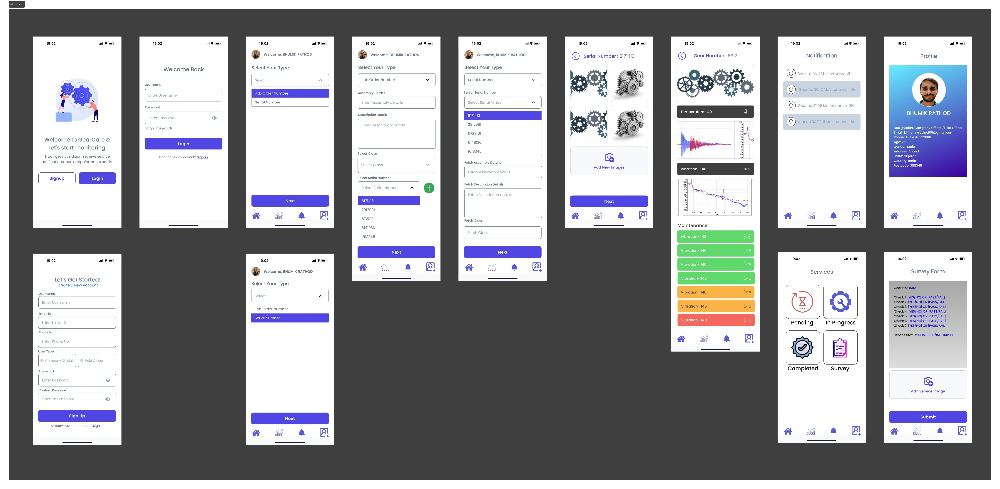 All Screens
19:02
Welcome to GearCare &
let's start monitoring
Track gear condition, receive service
notifications, book appointments easily.
Signup
Login
19:02
Welcome Back
Username
Enter Username
Password
Enter Password
Forgot Password?
Login
Dont have an account? Signup
19:02
Welcome, BHUMIK RATHOD
Select Your Type
Select
Job Order Number
Serial Number
Next
19:02
Welcome, BHUMIK RATHOD
Select Your Type
Job Order Number
Assembly Details
Enter Assembly deitails
Description Details
Enter Description details
Select Class
Select Class
Select Serial Number
Select Serial Nmber
8171413
2912991
6729101
6141930
1618345
Next
19:02
Welcome, BHUMIK RATHOD
Select Your Type
Serial Number
Select Serial Number
Select Serial Nmber
8171413
2912991
6729101
6141930
1618345
Fetch Assembly Details
Fetch Assembly deitails
Fetch Description Details
Fetch Description details
Fetch Class
Fetch Class
Next
19:02
Serial Number : 8171413
Add New Images
Next
19:02
Gear Number : 8312
Temperature- 40
Vibration- 140
Maintenance
Vibration- 140
Vibration- 140
Vibration- 140
Vibration- 140
Vibration- 140
Vibration- 140
Vibration- 140
19:02
Notification
Gear no 3011 Maintenance 2Hr
Gear no 30112 Maintenance 4Hr
Gear no 211011 Maintenance 3Hr
Gear no 30212111 Maintenance 6Hr
19:02
Profile
BHUMIK RATHOD
Designation: Company Official/Field Officer
Email: bhhumikrathod09@gmail.com
Phone: +91 7046392688
Age: 26
Gender: Male
Address: Anand
State: Gujarat
Country: India
Postcode: 388345
19:02
Let's Get Started!
Create a New Account
Username
Enter Username
Email ID
Enter Email ID
Phone No.
Enter Phone No.
User Type
Company Official
Field Officer
Password
Enter Password
Confirm Password
Confirm Password
Sign Up
Already have an account? Sign In
19:02
Welcome, BHUMIK RATHOD
Select Your Type
Select
Job Order Number
Serial Number
Next
19:02
Services
Pending
In Progress
Completed
Survey
19:02
Survey Form
Gear No.: 8312
Check 1: |YES/NO| OR |PASS/FAIL|
Check 2: |YES/NO| OR |PASS/FAIL|
Check 3: |YES/NO| OR |PASS/FAIL|
Check 4: |YES/NO| OR |PASS/FAIL|
Check 5: |YES/NO| OR |PASS/FAIL|
Check 6: |YES/NO| OR |PASS/FAIL|
Check 7: |YES/NO| OR |PASS/FAIL|
Service Status: COMPLTED/INCOMPLETE
Add Service Image
Submit